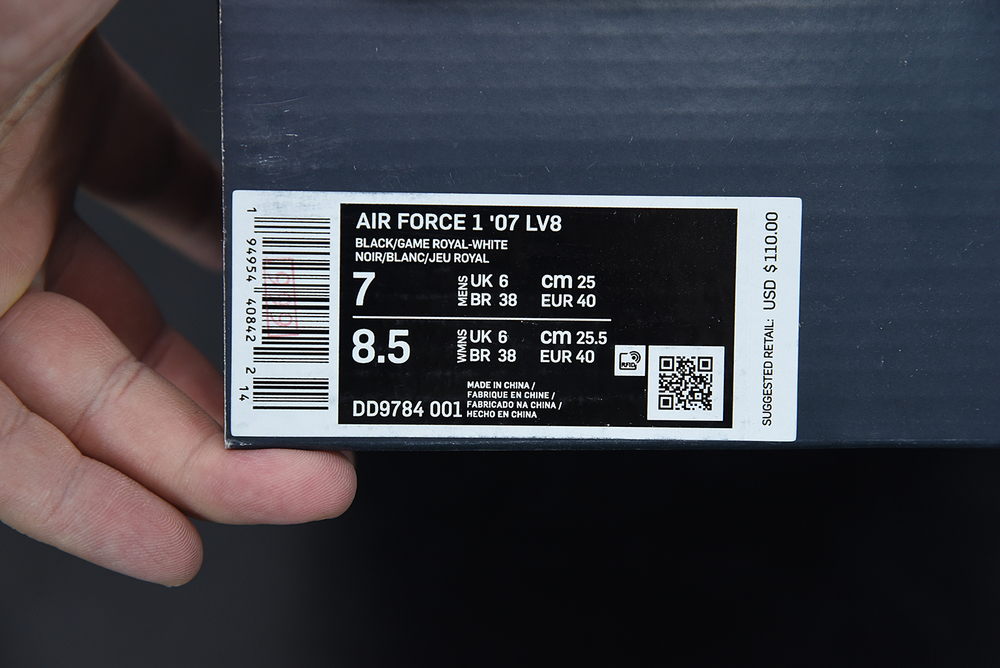 1 94954 40842 2 14
AIR FORCE 1 '07 LV8
BLACK/GAME ROYAL-WHITE
NOIR/BLANC/JEU ROYAL
7 MENS UK 6 cm 25
BR 38 EUR 40
8.5 WMNS UK 6 cm 25.5
BR 38 EUR 40
RFID
DD9784 001
MADE IN CHINA /
FABRIQUE EN CHINE /
FABRICADO NA CHINA /
HECHO EN CHINA
SUGGESTED RETAIL: USD $110.00